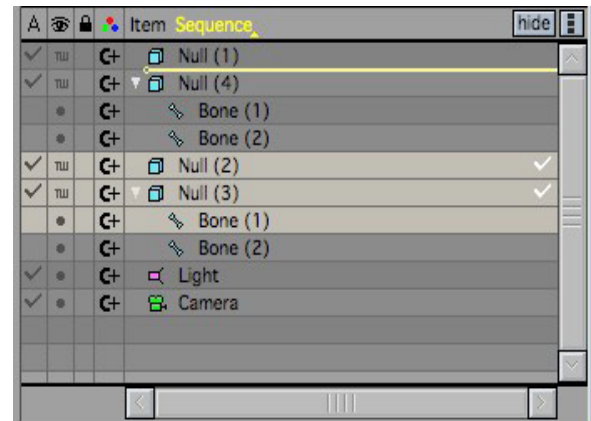 A Item Sequence hide
Null (1)
Null (4)
Bone (1)
Bone (2)
Null (2)
Null (3)
Bone (1)
Bone (2)
Light
Camera